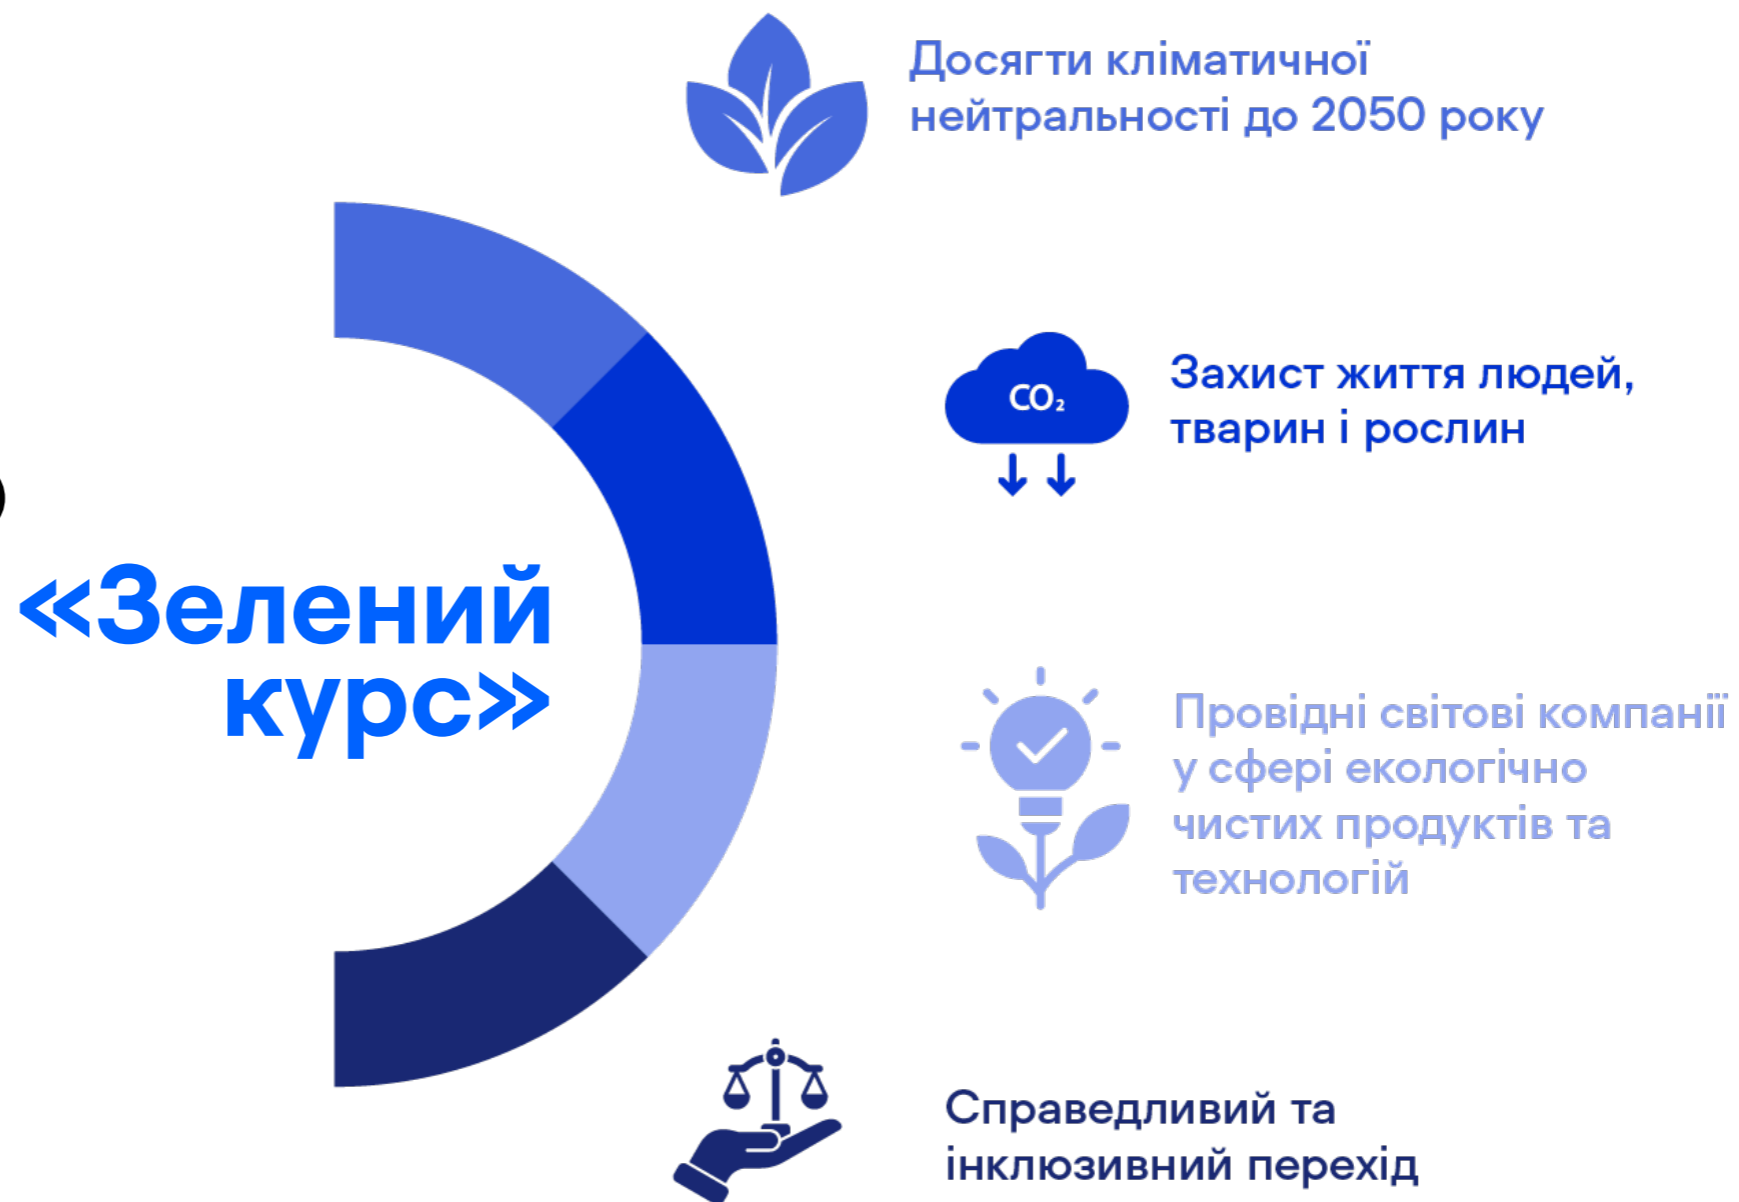 Досягти кліматичної
нейтральності до 2050 року
CO₂
Захист життя людей,
тварин і рослин
«Зелений
курс»
Провідні світові компанії
у сфері екологічно
чистих продуктів та
технологій
Справедливий та
інклюзивний перехід